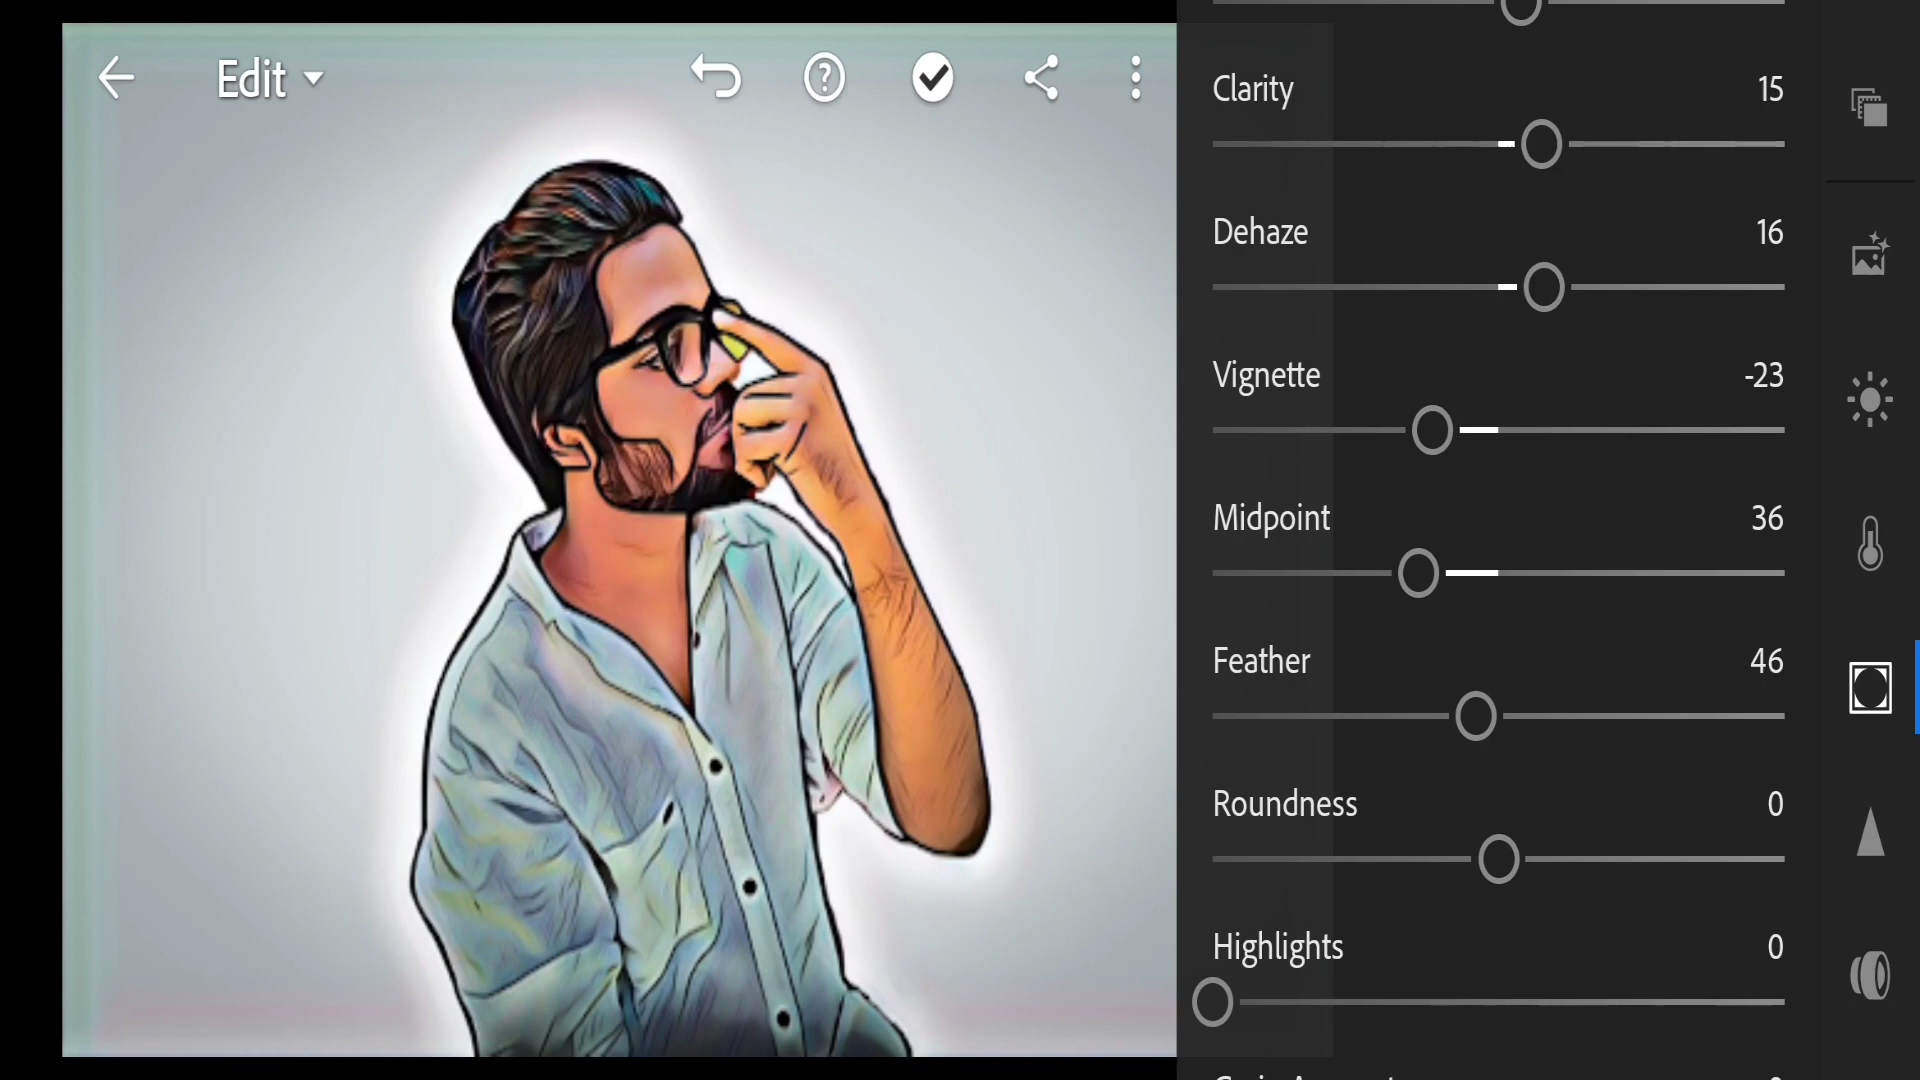 Edit
Clarity 15
Dehaze 16
Vignette -23
Midpoint 36
Feather 46
Roundness 0
Highlights 0